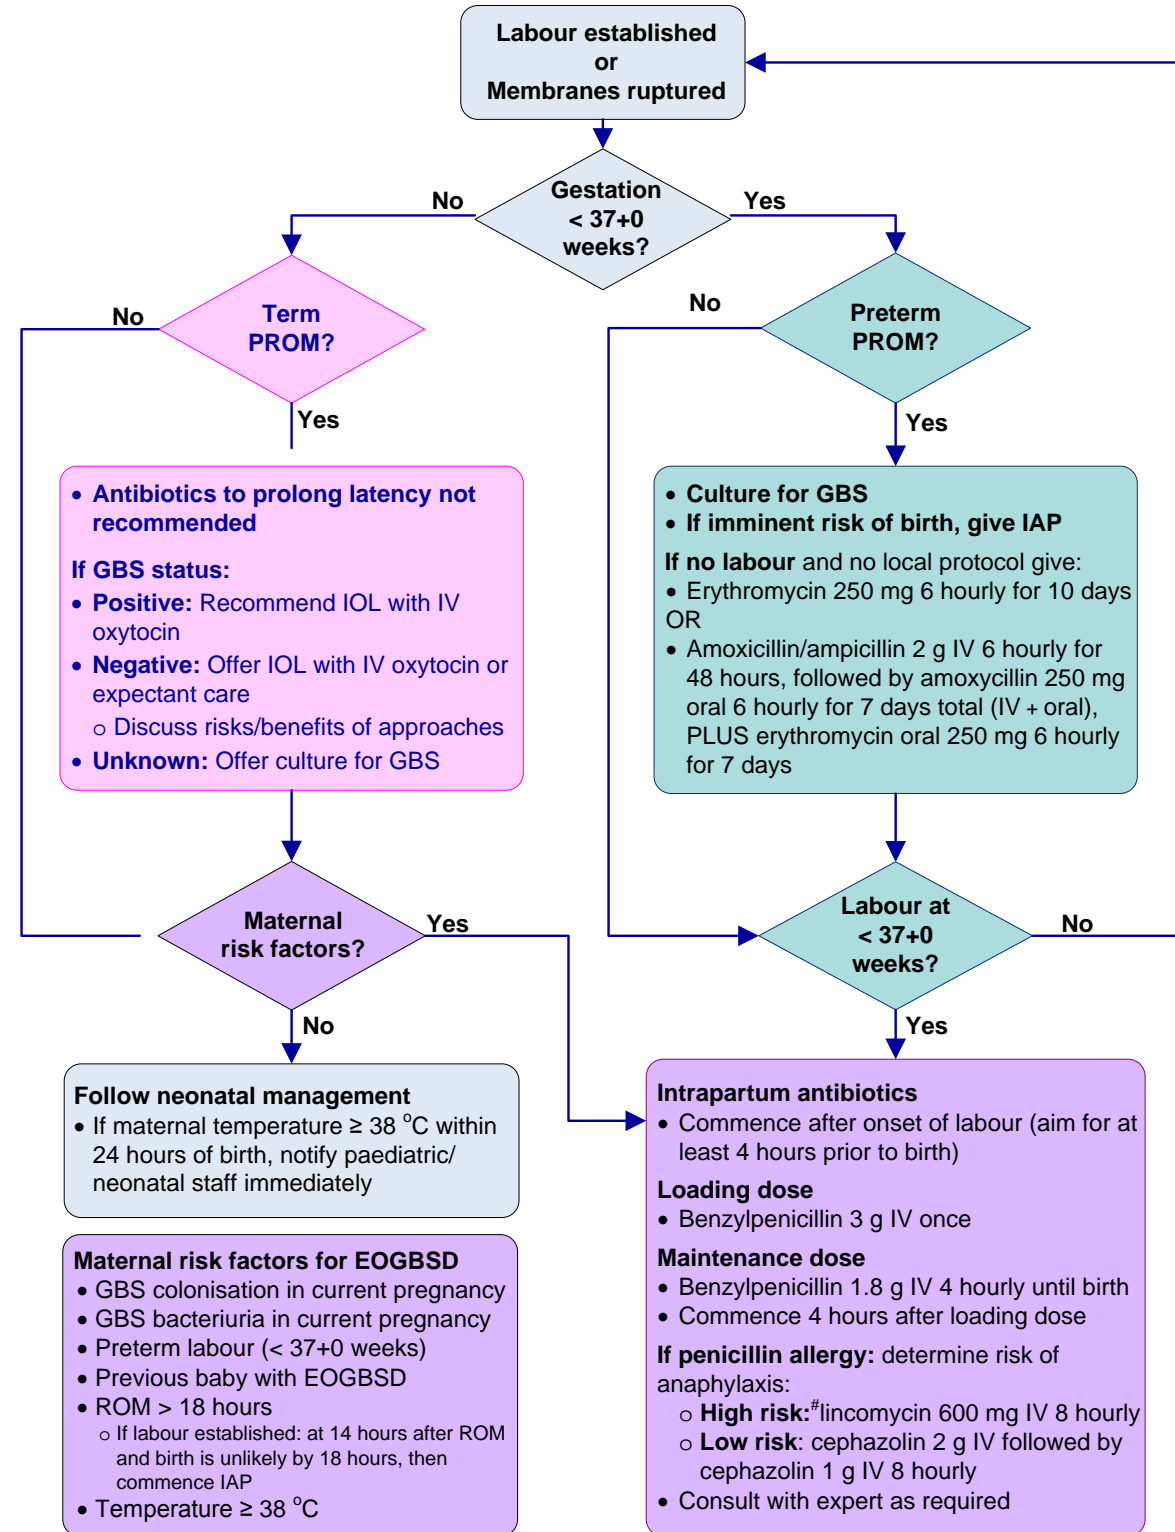 Labour established
or
Membranes ruptured
Gestation
< 37+0
weeks?
No
Yes
Term
PROM?
No
Yes
Preterm
PROM?
No
Yes
• Antibiotics to prolong latency not
recommended
If GBS status:
• Positive: Recommend IOL with IV
oxytocin
• Negative: Offer IOL with IV oxytocin or
expectant care
o Discuss risks/benefits of approaches
• Unknown: Offer culture for GBS
• Culture for GBS
• If imminent risk of birth, give IAP
If no labour and no local protocol give:
• Erythromycin 250 mg 6 hourly for 10 days
OR
• Amoxicillin/ampicillin 2 g IV 6 hourly for
48 hours, followed by amoxycillin 250 mg
oral 6 hourly for 7 days total (IV + oral),
PLUS erythromycin oral 250 mg 6 hourly
for 7 days
Maternal
risk factors?
Yes
No
Labour at
< 37+0
weeks?
No
Yes
Follow neonatal management
• If maternal temperature ≥ 38 °C within
24 hours of birth, notify paediatric/
neonatal staff immediately
Maternal risk factors for EOGBSD
• GBS colonisation in current pregnancy
• GBS bacteriuria in current pregnancy
• Preterm labour (< 37+0 weeks)
• Previous baby with EOGBSD
• ROM > 18 hours
o If labour established: at 14 hours after ROM
and birth is unlikely by 18 hours, then
commence IAP
• Temperature ≥ 38 °C
Intrapartum antibiotics
• Commence after onset of labour (aim for at
least 4 hours prior to birth)
Loading dose
• Benzylpenicillin 3 g IV once
Maintenance dose
• Benzylpenicillin 1.8 g IV 4 hourly until birth
• Commence 4 hours after loading dose
If penicillin allergy: determine risk of
anaphylaxis:
o High risk:#lincomycin 600 mg IV 8 hourly
o Low risk: cephazolin 2 g IV followed by
cephazolin 1 g IV 8 hourly
• Consult with expert as required